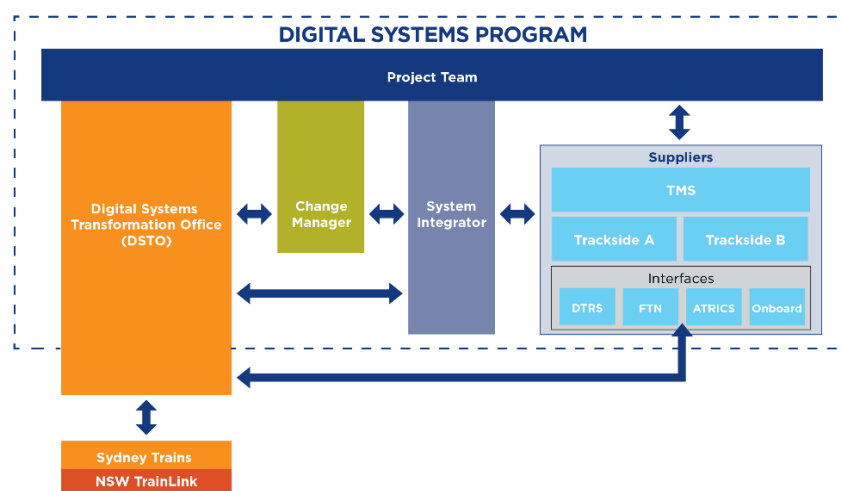 DIGITAL SYSTEMS PROGRAM
Project Team
Digital Systems
Transformation Office
(DSTO)
Change
Manager
System
Integrator
Suppliers
TMS
Trackside A
Trackside B
Interfaces
DTRS
FTN
ATRICS
Onboard
Sydney Trains
NSW TrainLink